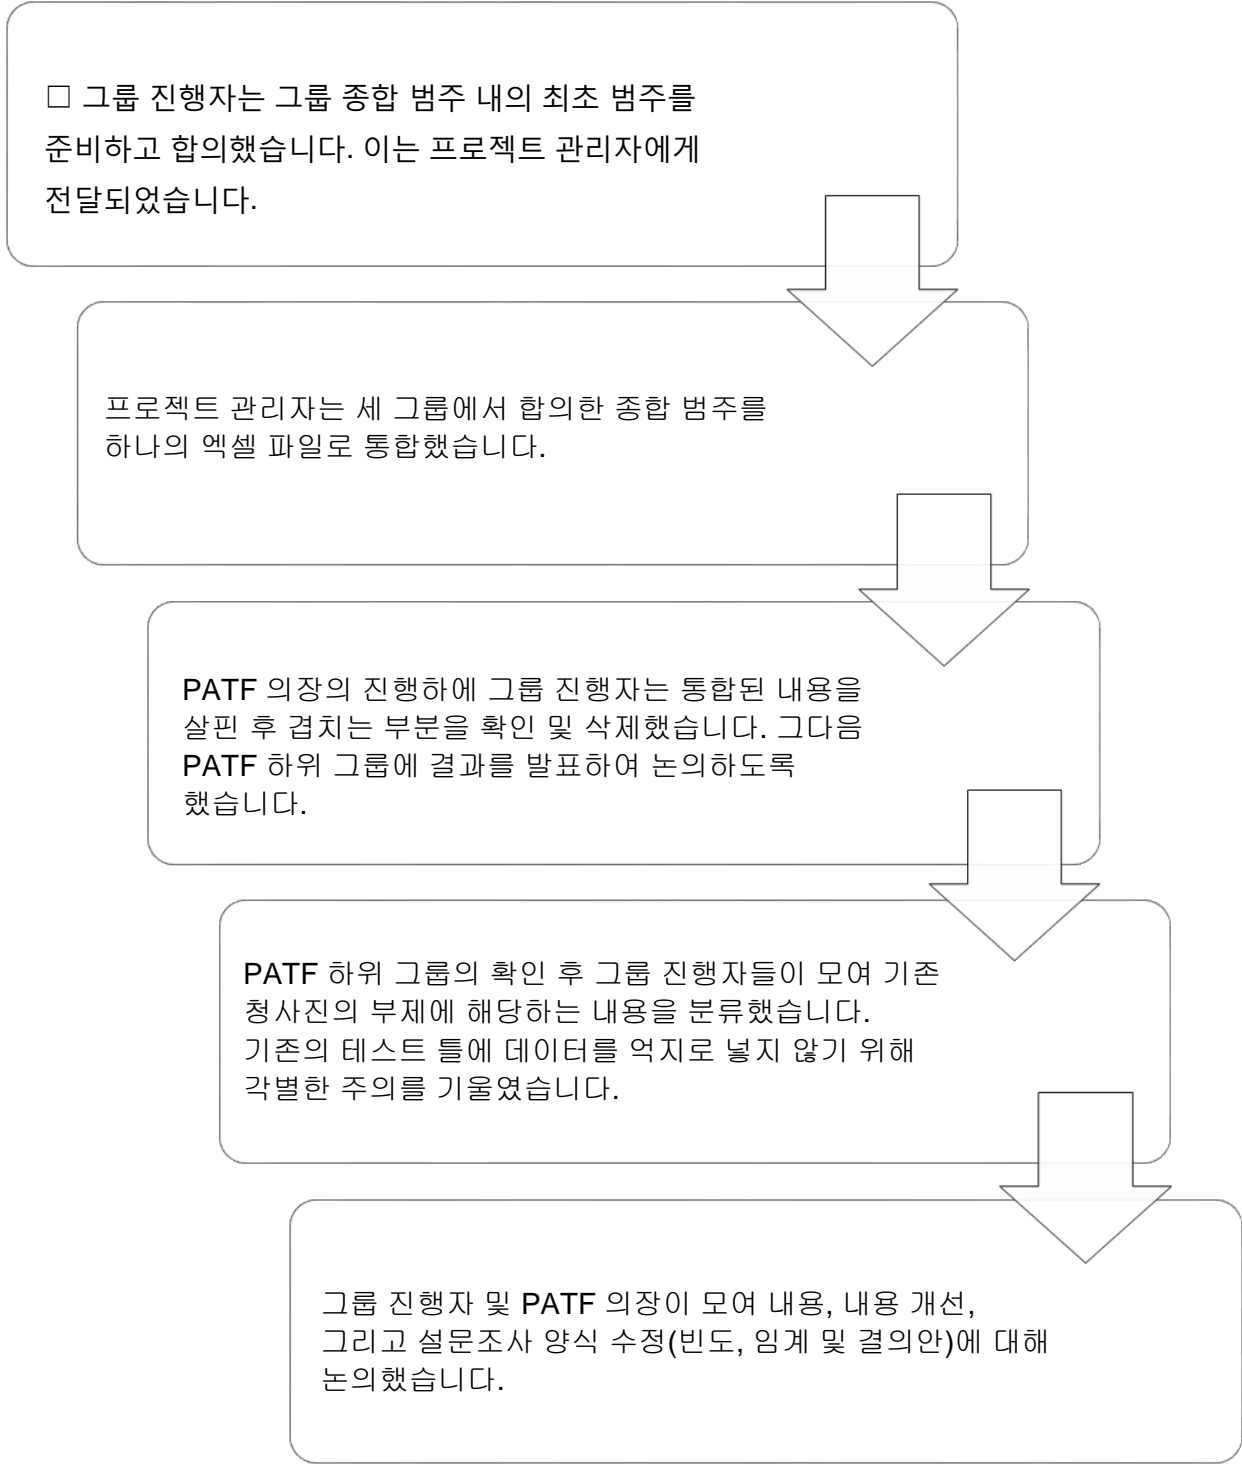 □ 그룹 진행자는 그룹 종합 범주 내의 최초 범주를
준비하고 합의했습니다. 이는 프로젝트 관리자에게
전달되었습니다.
프로젝트 관리자는 세 그룹에서 합의한 종합 범주를
하나의 엑셀 파일로 통합했습니다.
PATF 의장의 진행하에 그룹 진행자는 통합된 내용을
살핀 후 겹치는 부분을 확인 및 삭제했습니다. 그다음
PATF 하위 그룹에 결과를 발표하여 논의하도록
했습니다.
PATF 하위 그룹의 확인 후 그룹 진행자들이 모여 기존
청사진의 부제에 해당하는 내용을 분류했습니다.
기존의 테스트 틀에 데이터를 억지로 넣지 않기 위해
각별한 주의를 기울였습니다.
그룹 진행자 및 PATF 의장이 모여 내용, 내용 개선,
그리고 설문조사 양식 수정(빈도, 임계 및 결의안)에 대해
논의했습니다.